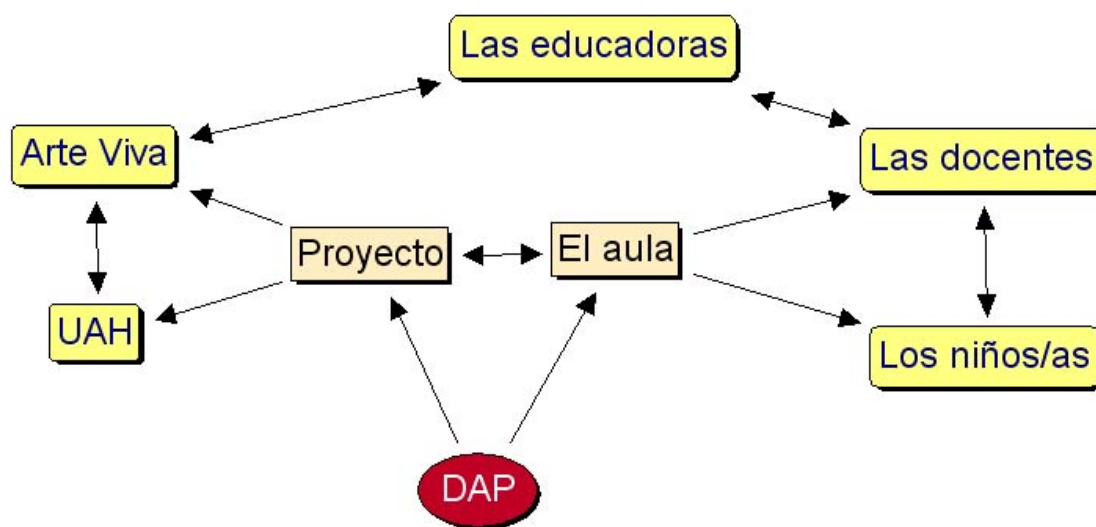 Las educadoras
Arte Viva
Las docentes
Proyecto
El aula
UAH
Los niños/as
DAP